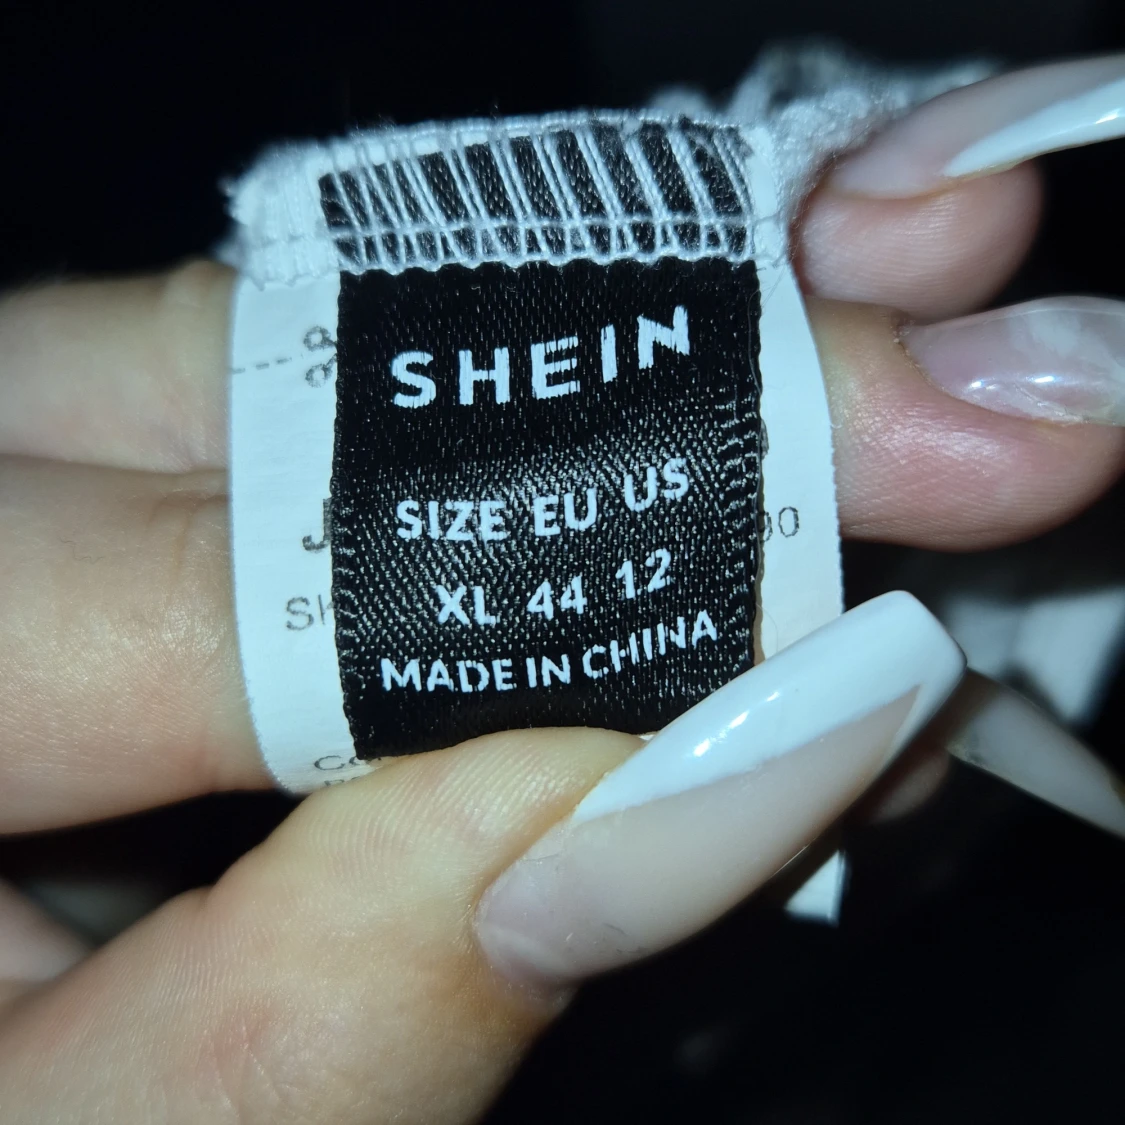 SHEIN
SIZE EU US
XL 44 12
MADE IN CHINA